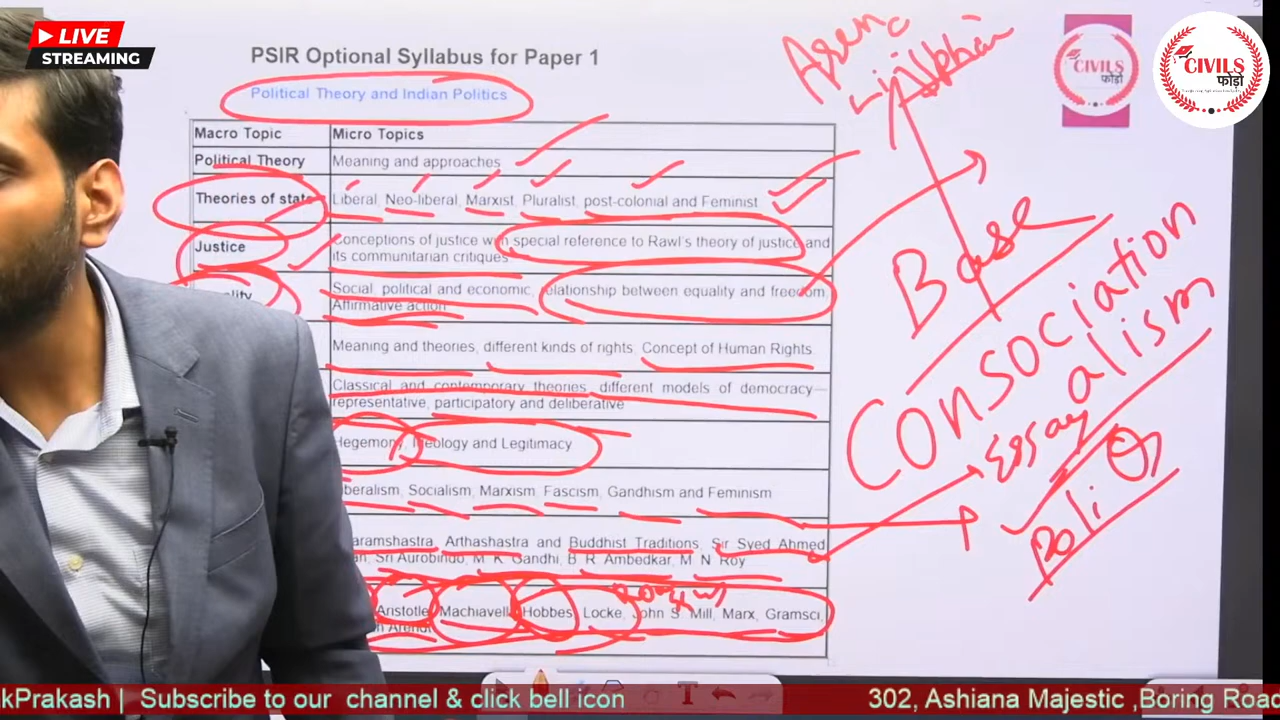 LIVE
STREAMING
PSIR Optional Syllabus for Paper 1
Political Theory and Indian Politics
CIVILS
फोड़ो
CIVILS
फोड़ो
Macro Topic Micro Topics
Political Theory Meaning and approaches
Theories of state Liberal, Neo-liberal, Marxist, Pluralist, post-colonial and Feminist
Justice Conceptions of justice with special reference to Rawl's theory of justice and
its communitarian critiques
Social, political and economic, relationship between equality and freedom,
Affirmative action
Meaning and theories, different kinds of rights, Concept of Human Rights
Classical and contemporary theories, different models of democracy—
representative, participatory and deliberative
Hegemony, Ideology and Legitimacy
Liberalism, Socialism, Marxism, Fascism, Gandhism and Feminism
Arthashastra and Buddhist Traditions, Sir Syed Ahmed
Sri Aurobindo, M. K. Gandhi, B. R. Ambedkar, M N Roy
Aristotle, Machiavelli, Hobbes, Locke, John S. Mill, Marx, Gramsci,
Arend
Lijiphart
Base
Consociation
alism
Essay
Poli
T
kPrakash | Subscribe to our channel & click bell icon 302, Ashiana Majestic ,Boring Road